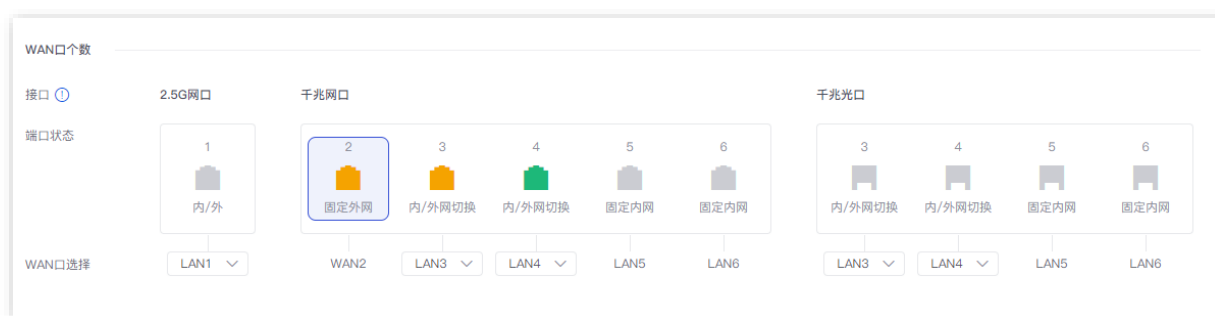 WAN口个数
接口 2.5G网口 千兆网口 千兆光口
端口状态
1 2 3 4 5 6 3 4 5 6
内/外 固定外网 内/外网切换 内/外网切换 固定内网 固定内网 内/外网切换 内/外网切换 固定内网 固定内网
WAN口选择 LAN1 WAN2 LAN3 LAN4 LAN5 LAN6 LAN3 LAN4 LAN5 LAN6